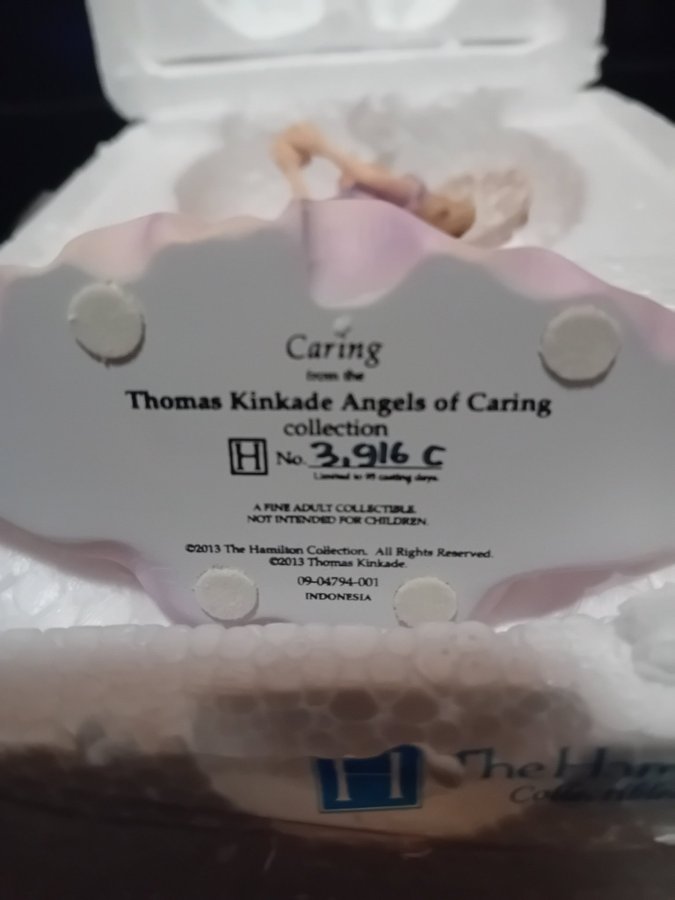 Caring
from the
Thomas Kinkade Angels of Caring
collection
H No. 3,916 C
Limited to 95 casting days.
A FINE ADULT COLLECTIBLE.
NOT INTENDED FOR CHILDREN.
©2013 The Hamilton Collection. All Rights Reserved.
©2013 Thomas Kinkade.
09-04794-001
INDONESIA
H The Ham